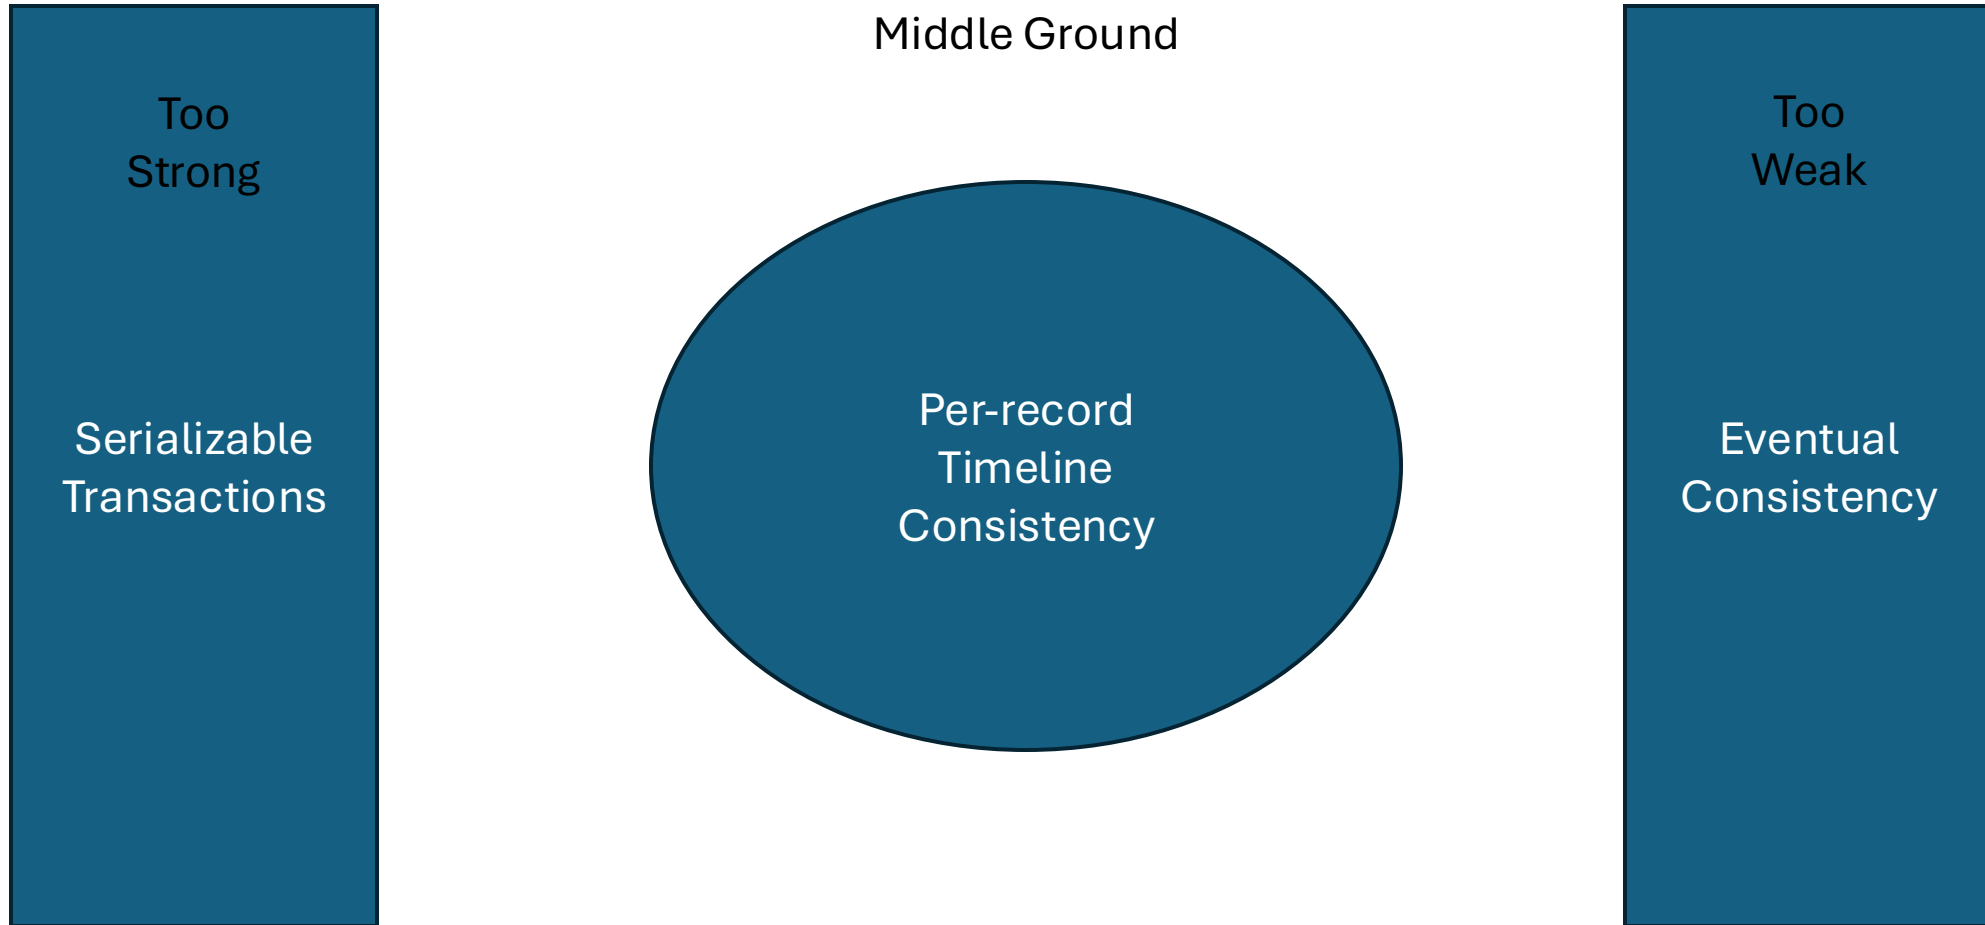 Too
Strong
Serializable
Transactions
Middle Ground
Per-record
Timeline
Consistency
Too
Weak
Eventual
Consistency